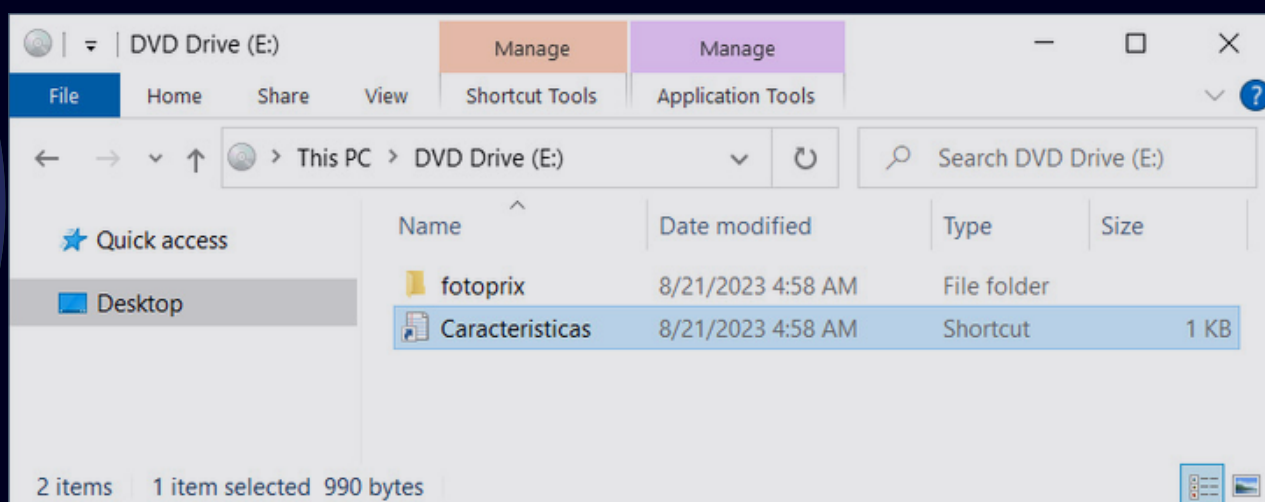 DVD Drive (E:) Manage Manage
File Home Share View Shortcut Tools Application Tools ?
This PC > DVD Drive (E:) Search DVD Drive (E:)
Quick access
Desktop
Name Date modified Type Size
fotoprix 8/21/2023 4:58 AM File folder
Caracteristicas 8/21/2023 4:58 AM Shortcut 1 KB
2 items 1 item selected 990 bytes